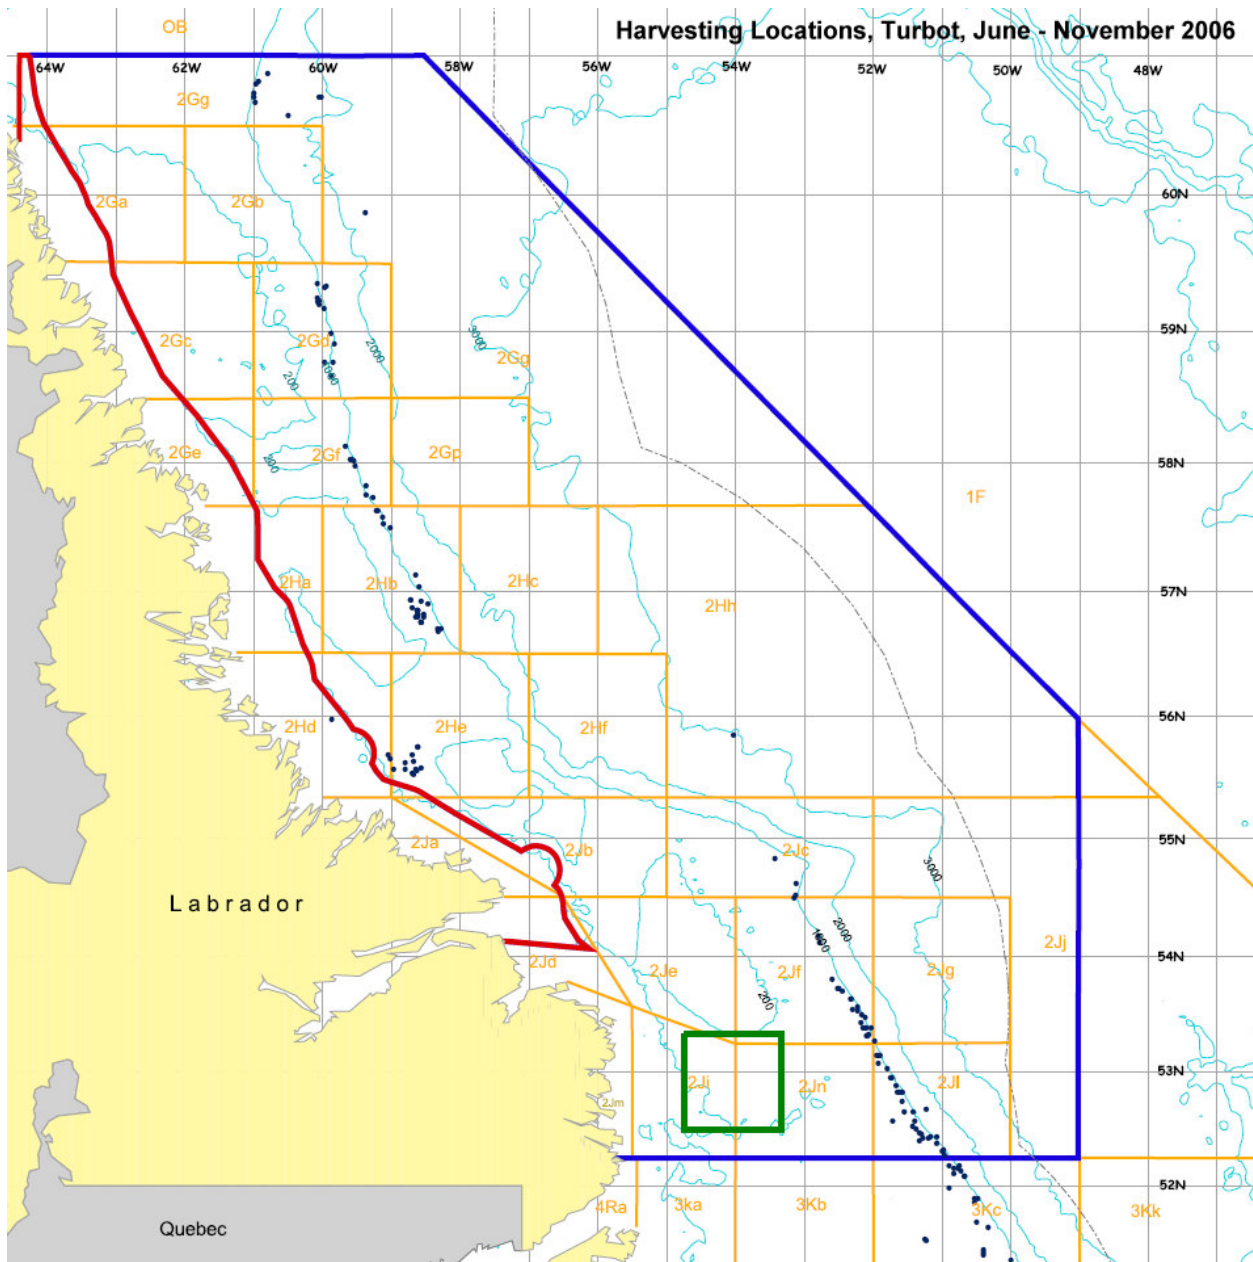 OB
Harvesting Locations, Turbot, June - November 2006
64W 62W 60W 58W 56W 54W 52W 50W 48W
2Gg
60N
2Ga 2Gb
59N
3000
2Gc 2Gd 2000 2Gg
200
2Ge 200 2Gf 2Gp
58N
1F
57N
2Ha 2Hb 2Hc
2Hh
56N
2Hd 2He 2Hf
55N
2Ja 2Jb 2Jc
3000
Labrador
2000
2Jj
54N
2Jd 2Je 2Jf 2Jg
200
53N
2Ji 2Jn 2Jl
2Jm
52N
4Ra 3ka 3Kb 3Kc 3Kk
Quebec